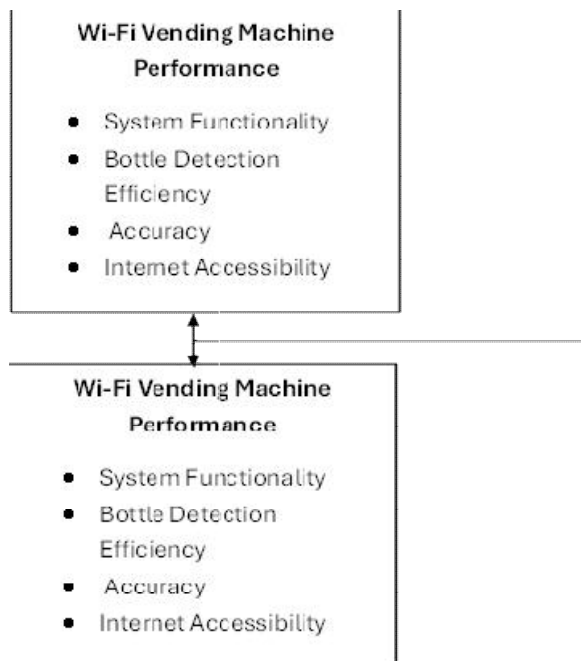 Wi-Fi Vending Machine
Performance
● System Functionality
● Bottle Detection
Efficiency
● Accuracy
● Internet Accessibility
Wi-Fi Vending Machine
Performance
● System Functionality
● Bottle Detection
Efficiency
● Accuracy
● Internet Accessibility